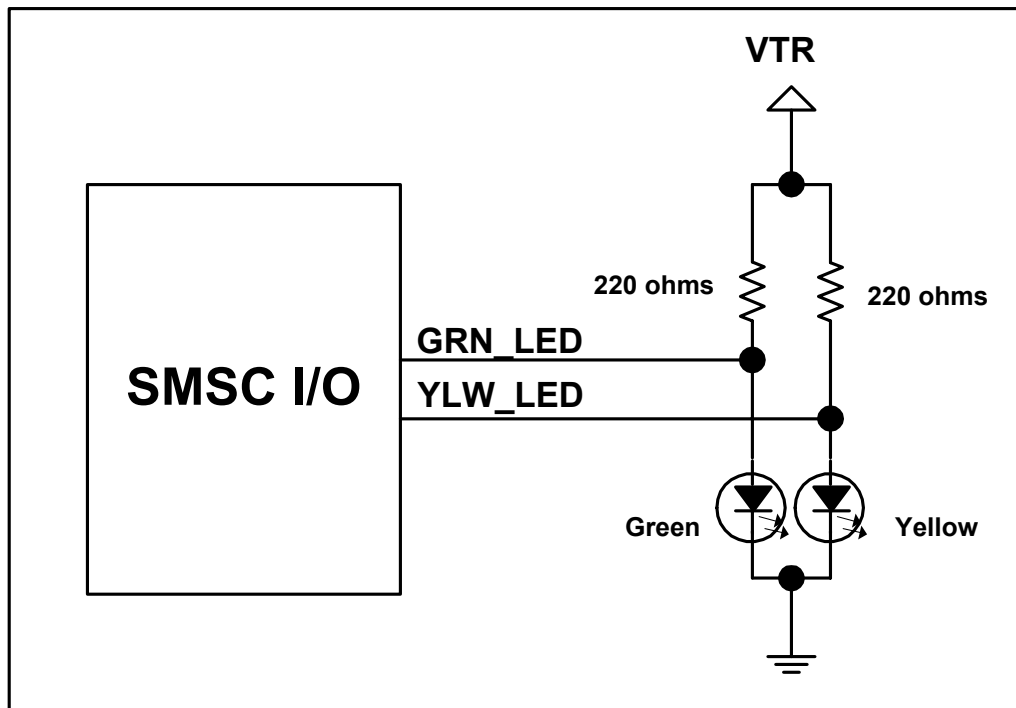 VTR
220 ohms
220 ohms
GRN_LED
SMSC I/O
YLW_LED
Green
Yellow